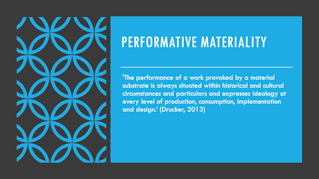 PERFORMATIVE MATERIALITY
'The performance of a work provoked by a material
substrate is always situated within historical and cultural
circumstances and particulars and expresses ideology at
every level of production, consumption, implementation
and design.' (Drucker, 2013)